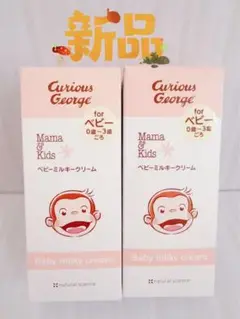 新品
Curious
George
for
ベビー
0歳〜3歳
ごろ
Mama
&
Kids
ベビーミルキークリーム
Baby milky cream
natural science
Curious
George
for
ベビー
0歳〜3歳
ごろ
Mama
&
Kids
ベビーミルキークリーム
Baby milky cream
natural science